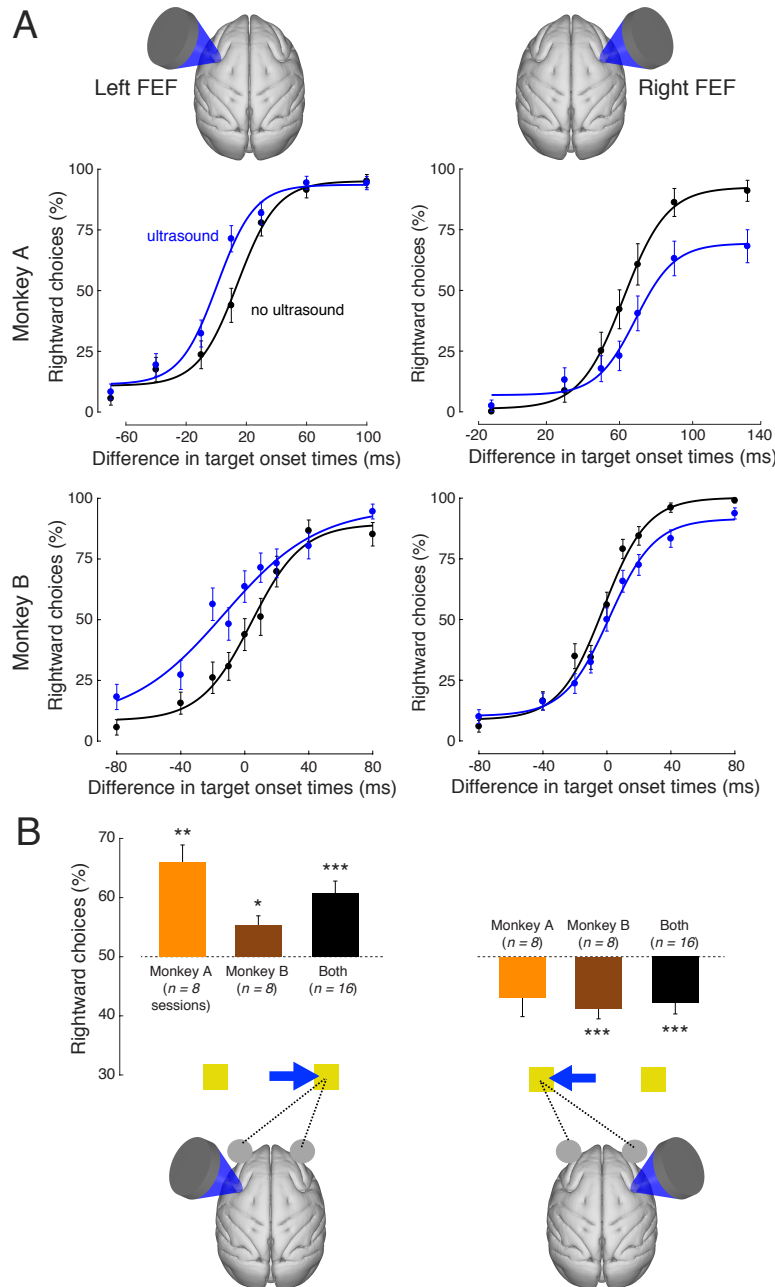 A
Left FEF
Right FEF
Monkey A
Rightward choices (%)
100
75
50
25
0
ultrasound
no ultrasound
-60
-20
20
60
100
Difference in target onset times (ms)
Rightward choices (%)
100
75
50
25
0
-20
20
60
100
140
Difference in target onset times (ms)
Monkey B
Rightward choices (%)
100
75
50
25
0
-80
-40
0
40
80
Difference in target onset times (ms)
Rightward choices (%)
100
75
50
25
0
-80
-40
0
40
80
Difference in target onset times (ms)
B
Rightward choices (%)
70
60
50
40
30
**
*
***
Monkey A
(n = 8
sessions)
Monkey B
(n = 8)
Both
(n = 16)
Monkey A
(n = 8)
Monkey B
(n = 8)
Both
(n = 16)
***
***